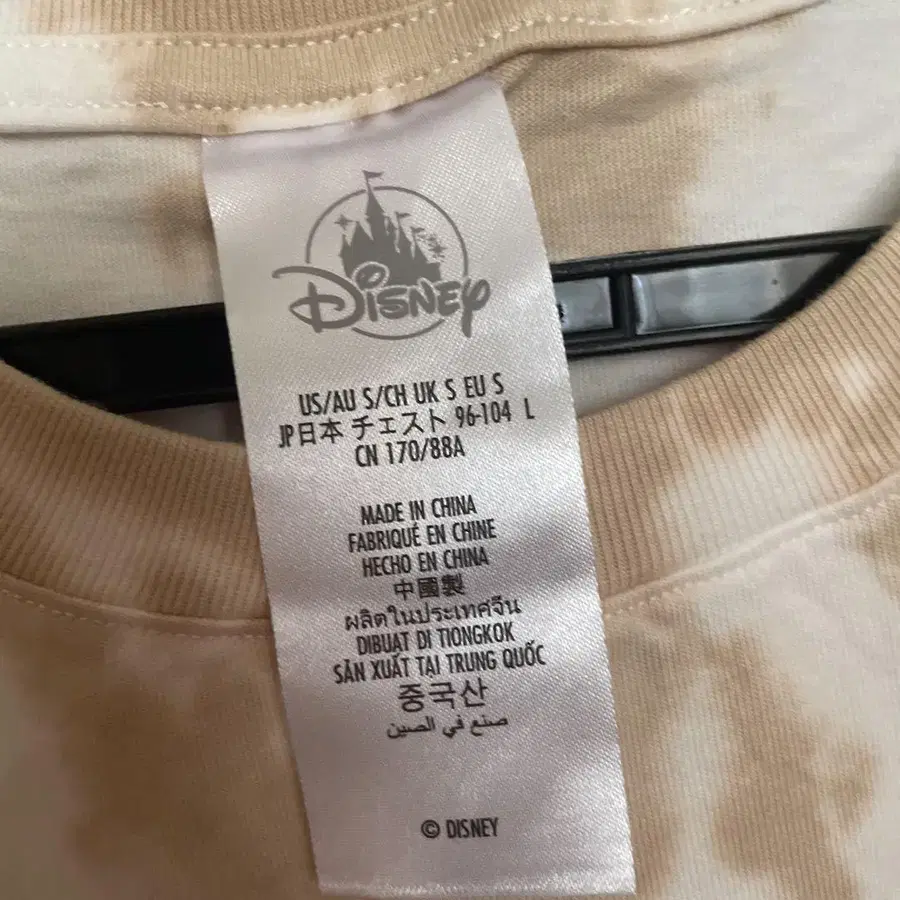 Disney
US/AU S/CH UK S EU S
JP日本 チェスト 96-104 L
CN 170/88A
MADE IN CHINA
FABRIQUÉ EN CHINE
HECHO EN CHINA
中國製
ผลิตในประเทศจีน
DIBUAT DI TIONGKOK
SẢN XUẤT TẠI TRUNG QUỐC
중국산
صنع في الصين
© DISNEY